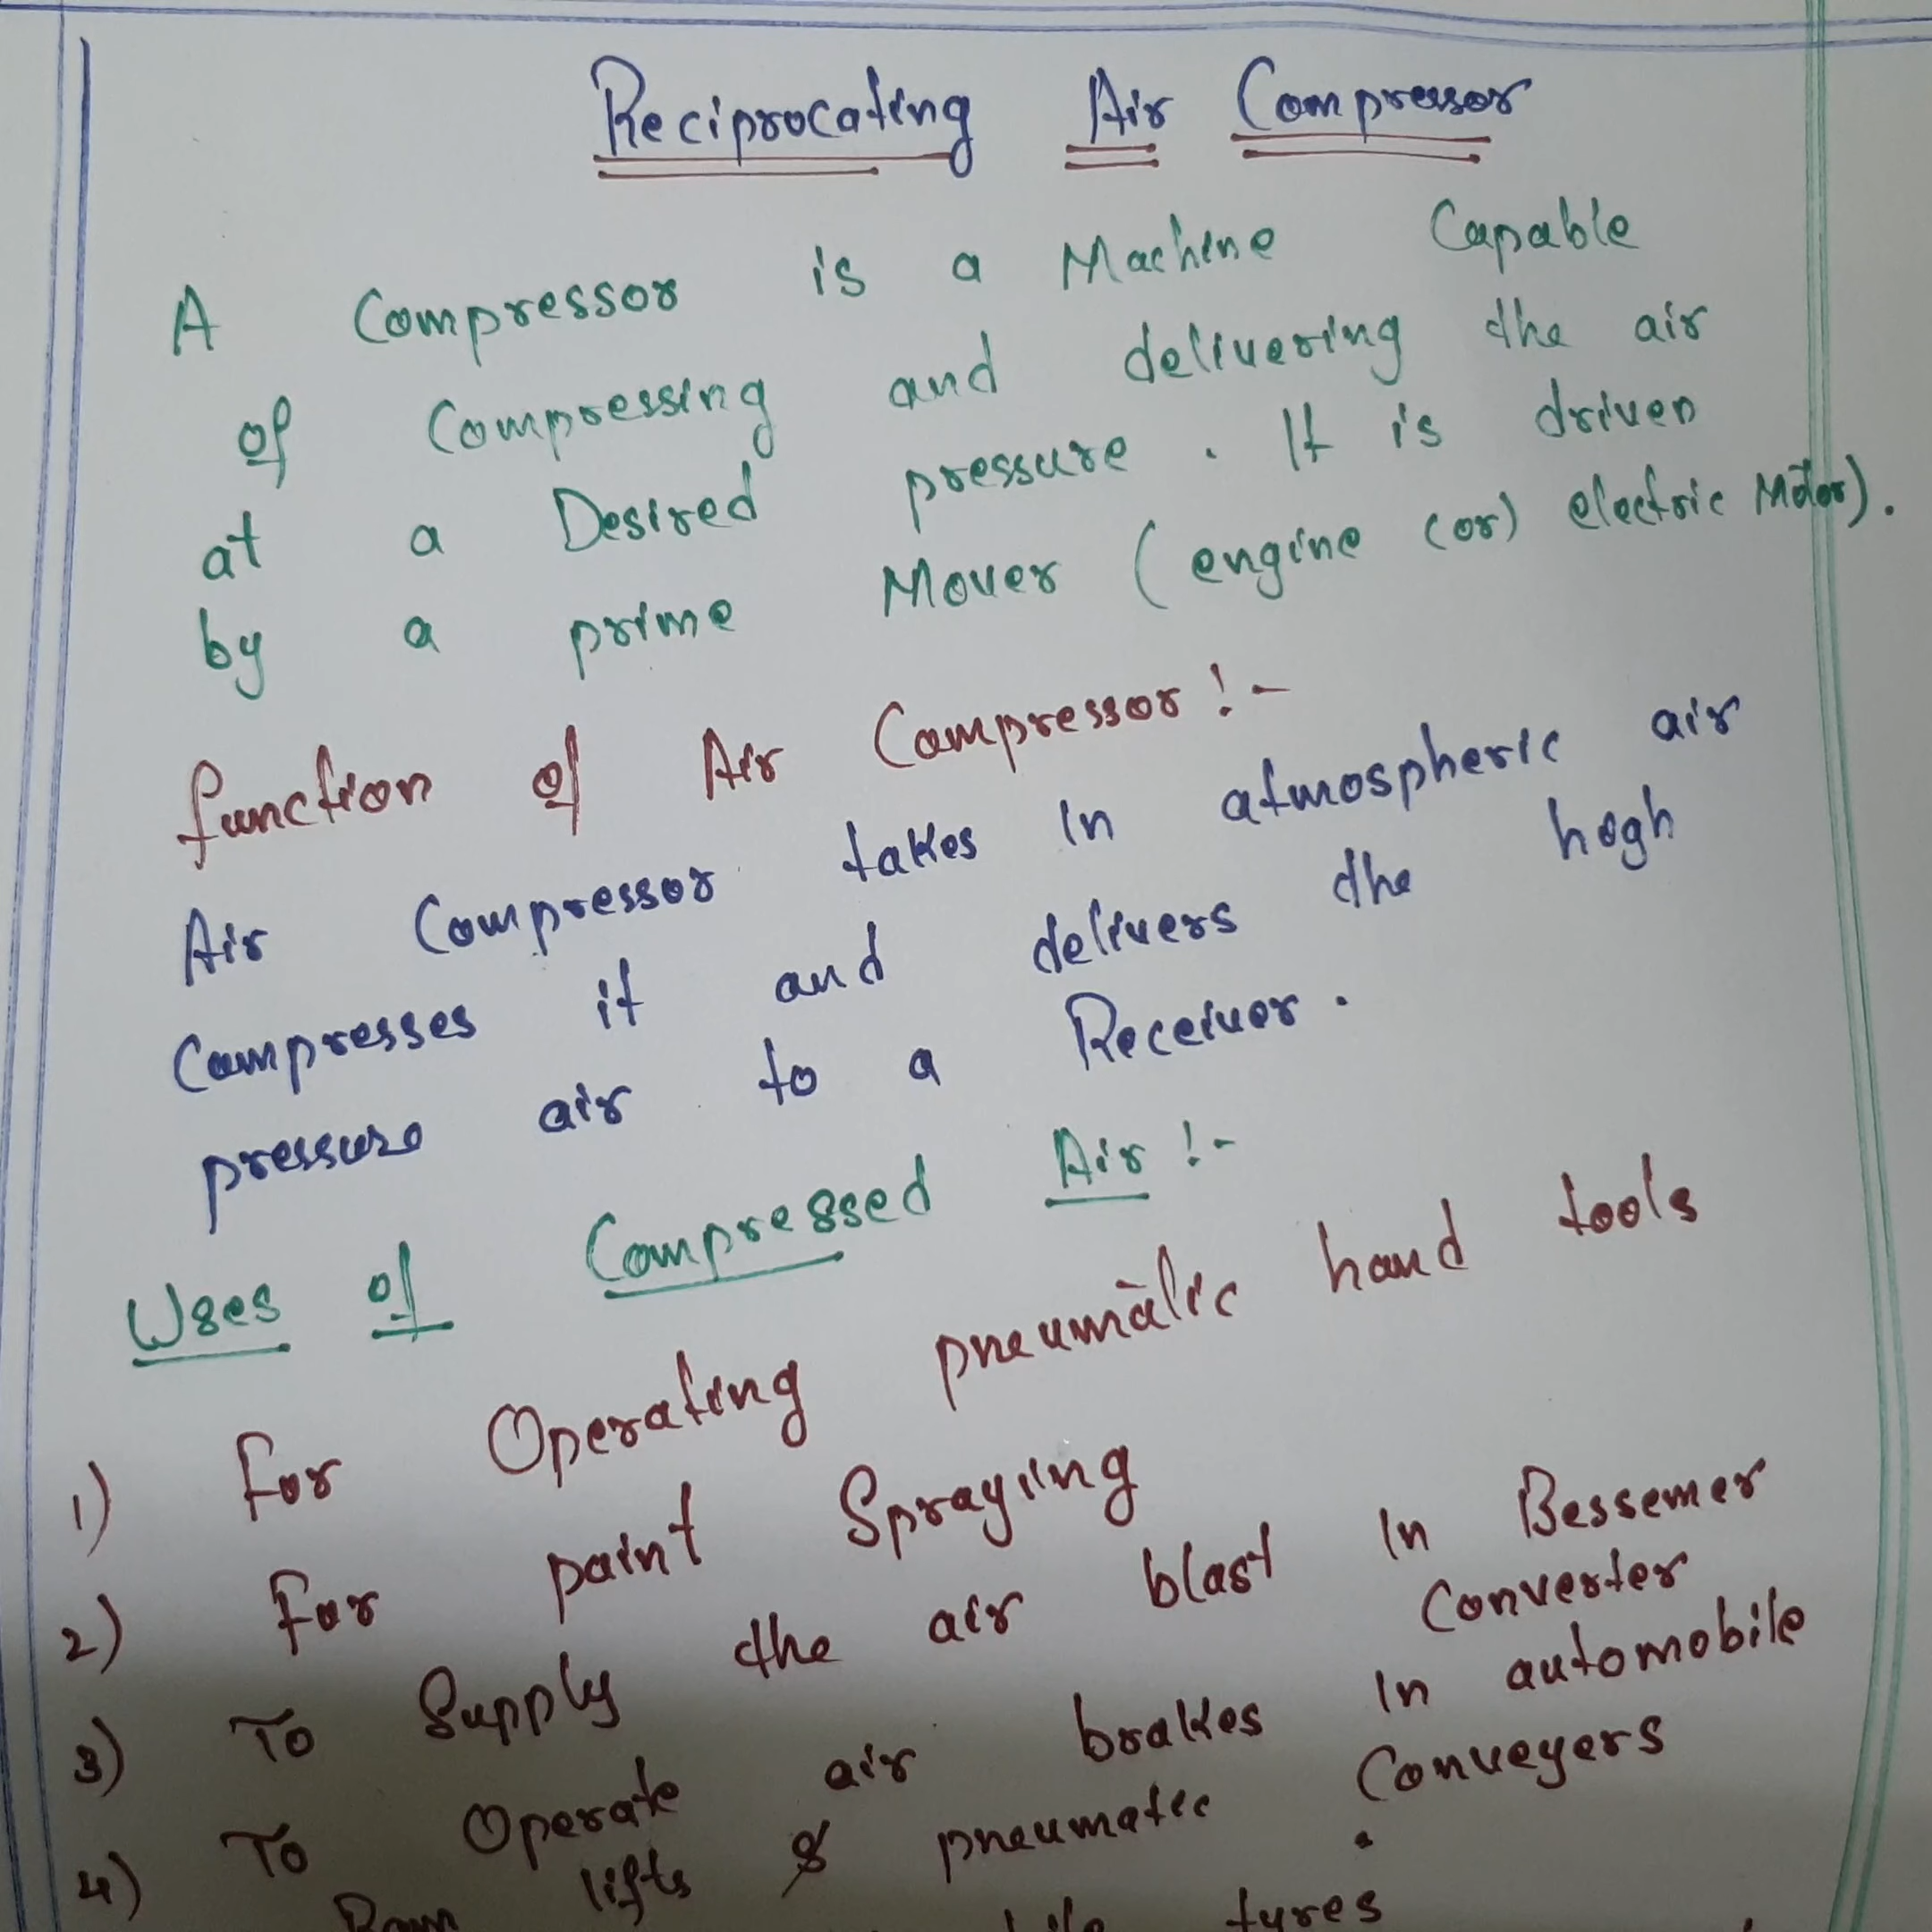 Reciprocating Air Compressor
A Compressor is a Machine Capable
of Compressing and delivering the air
at a Desired pressure. It is driven
by a prime Mover (engine (or) electric Motor).
function of Air Compressor :-
Air Compressor takes in atmospheric air
Compresses it and delivers the hogh
pressure air to a Receiver.
Uses of Compressed Air :-
1) For Operating pneumatic hand tools
2) For paint Sprayiing
3) To Supply the air blast in Bessemer
Converter
4) To Operate air brakes in automobile
lifts & pneumatic Conveyers
tyres